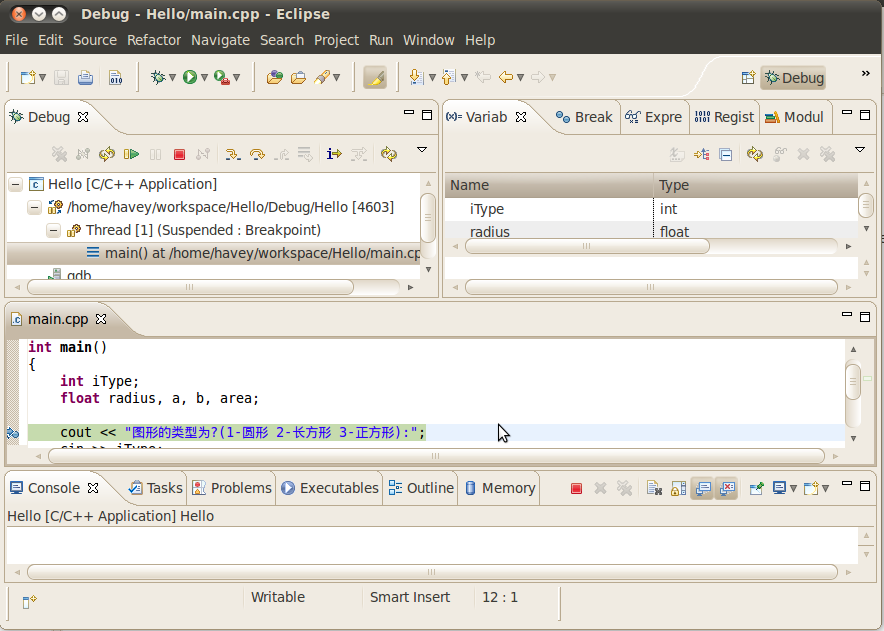 Debug - Hello/main.cpp - Eclipse
File Edit Source Refactor Navigate Search Project Run Window Help
Debug »
Debug
Variab Break Expre Regist Modul
Hello [C/C++ Application]
/home/havey/workspace/Hello/Debug/Hello [4603]
Thread [1] (Suspended : Breakpoint)
main() at /home/havey/workspace/Hello/main.cp
gdb
Name Type
iType int
radius float
main.cpp
int main()
{
int iType;
float radius, a, b, area;
cout << "图形的类型为?(1-圆形 2-长方形 3-正方形):";
cin >> iType;
Console Tasks Problems Executables Outline Memory
Hello [C/C++ Application] Hello
Writable Smart Insert 12 : 1